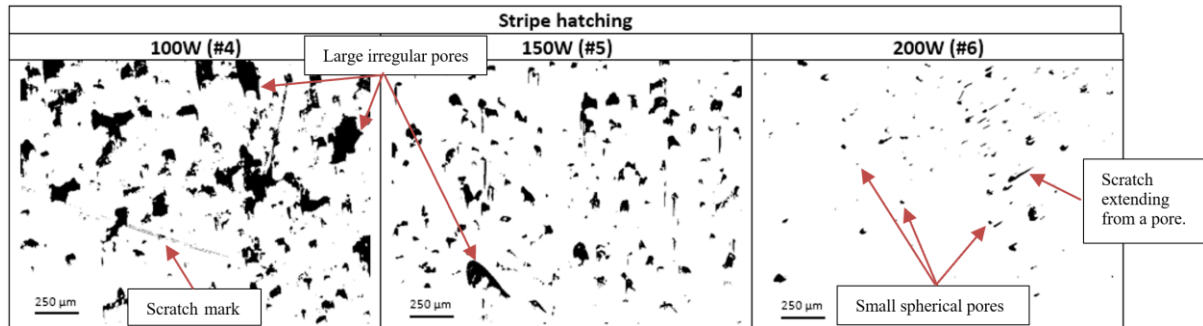 Stripe hatching
100W (#4)
150W (#5)
200W (#6)
Large irregular pores
Scratch
extending
from a pore.
Scratch mark
Small spherical pores
250 µm
250 µm
250 µm